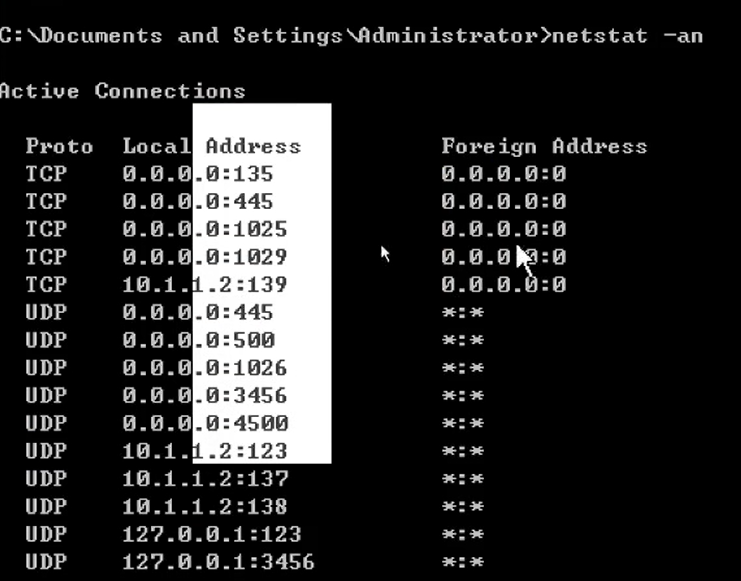 C:\Documents and Settings\Administrator>netstat -an
Active Connections
Proto Local Address Foreign Address
TCP 0.0.0.0:135 0.0.0.0:0
TCP 0.0.0.0:445 0.0.0.0:0
TCP 0.0.0.0:1025 0.0.0.0:0
TCP 0.0.0.0:1029 0.0.0.0:0
TCP 10.1.1.2:139 0.0.0.0:0
UDP 0.0.0.0:445 *:*
UDP 0.0.0.0:500 *:*
UDP 0.0.0.0:1026 *:*
UDP 0.0.0.0:3456 *:*
UDP 0.0.0.0:4500 *:*
UDP 10.1.1.2:123 *:*
UDP 10.1.1.2:137 *:*
UDP 10.1.1.2:138 *:*
UDP 127.0.0.1:123 *:*
UDP 127.0.0.1:3456 *:*